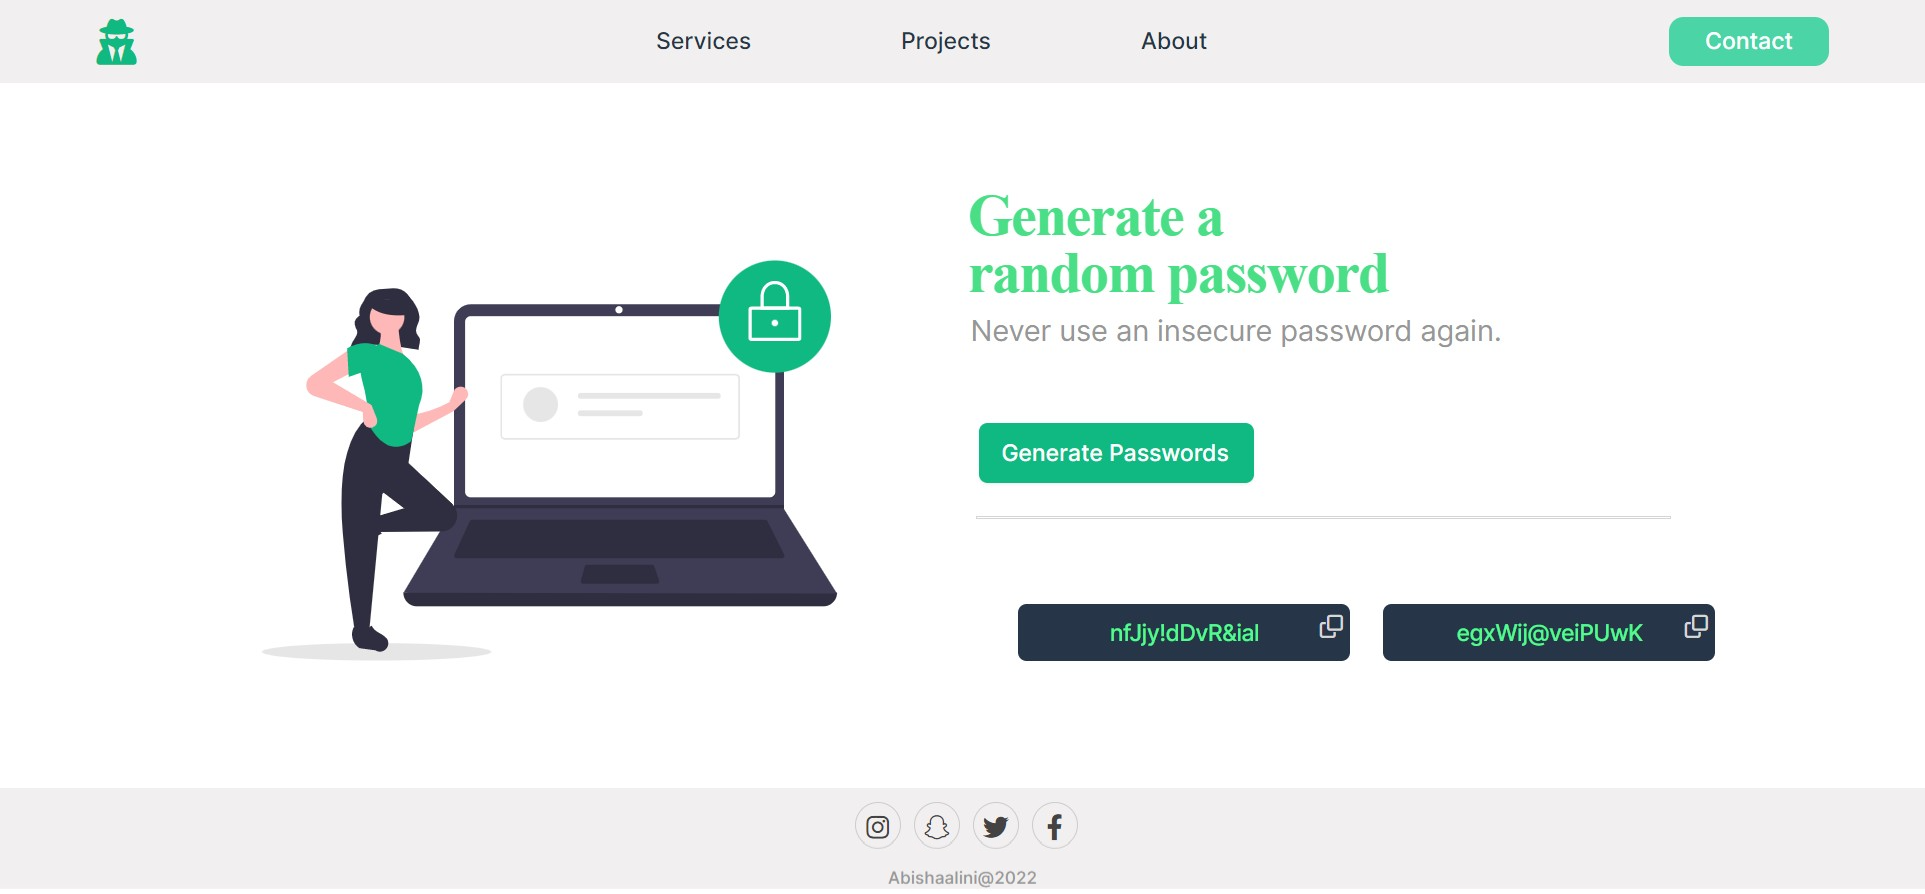 Services
Projects
About
Contact
Generate a
random password
Never use an insecure password again.
Generate Passwords
nfJjy!dDvR&ial
egxWij@veiPUwK
Abishaalini@2022